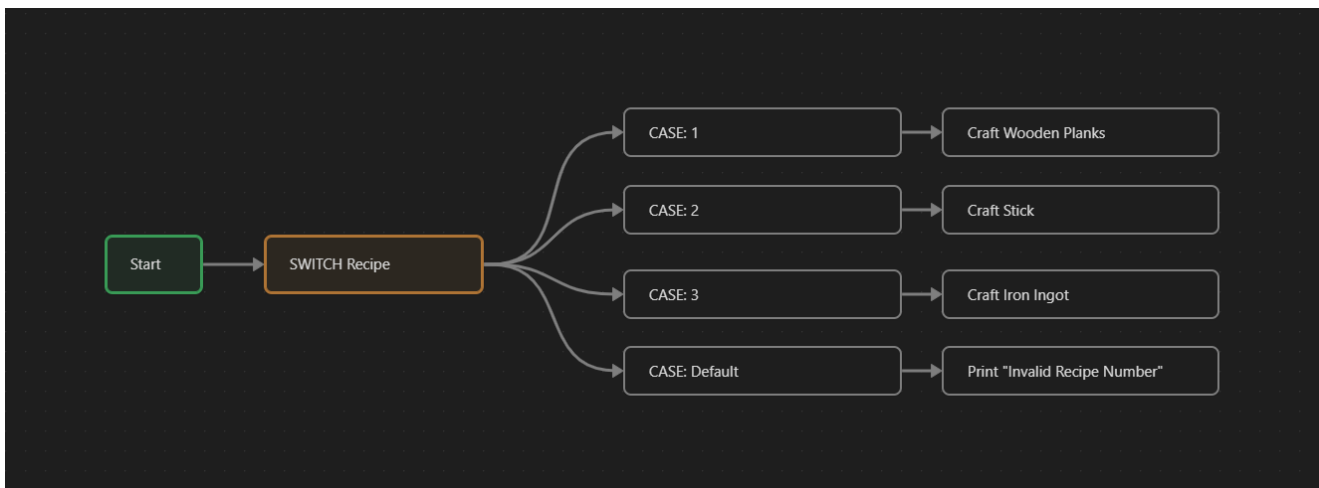 Start
SWITCH Recipe
CASE: 1
Craft Wooden Planks
CASE: 2
Craft Stick
CASE: 3
Craft Iron Ingot
CASE: Default
Print "Invalid Recipe Number"